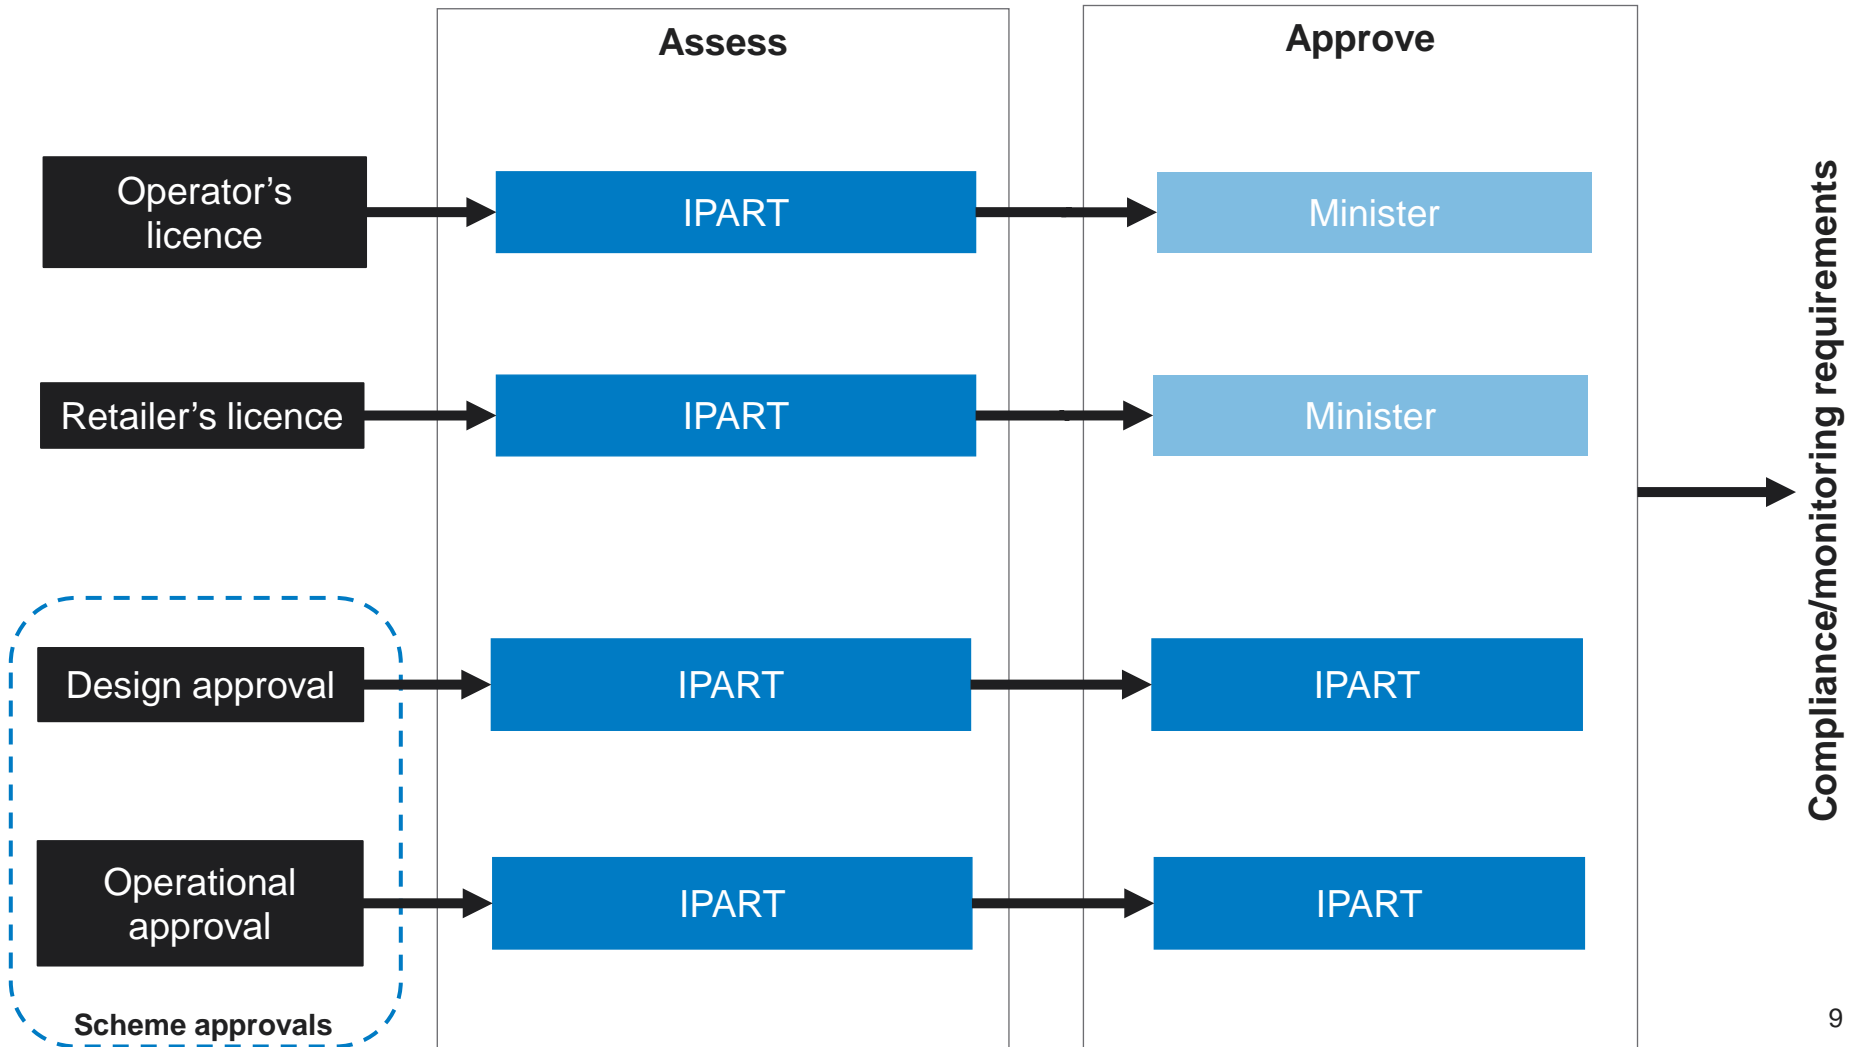 Assess
Approve
Operator’s
licence
IPART
Minister
Retailer’s licence
IPART
Minister
Design approval
IPART
IPART
Operational
approval
IPART
IPART
Scheme approvals
Compliance/monitoring requirements
9